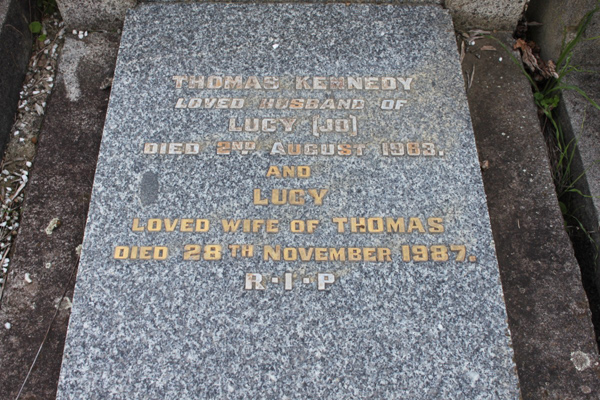 THOMAS KENNEDY
LOVED HUSBAND OF
LUCY (JO)
DIED 2ND AUGUST 1983.
AND
LUCY
LOVED WIFE OF THOMAS
DIED 28TH NOVEMBER 1987.
R·I·P